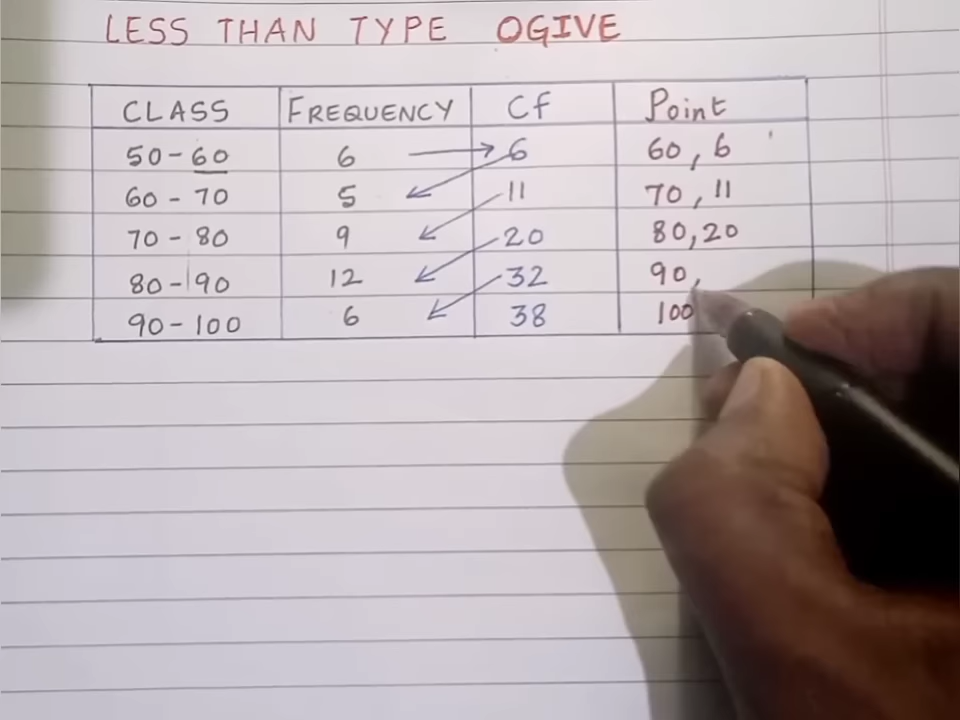 LESS THAN TYPE OGIVE
CLASS FREQUENCY Cf Point
50-60 6 6 60, 6
60-70 5 11 70, 11
70-80 9 20 80,20
80-90 12 32 90,
90-100 6 38 100